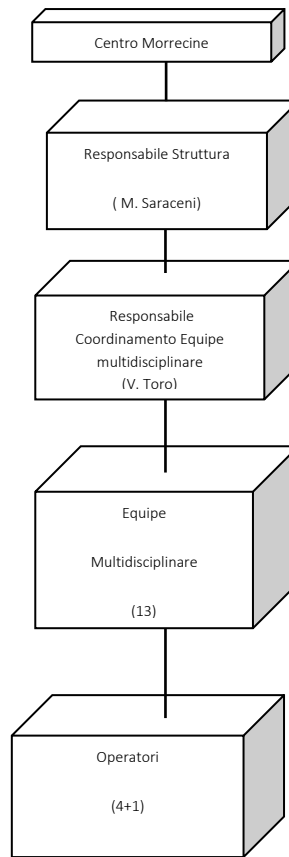 Centro Morrecine
Responsabile Struttura
( M. Saraceni)
Responsabile
Coordinamento Equipe
multidisciplinare
(V. Toro)
Equipe
Multidisciplinare
(13)
Operatori
(4+1)